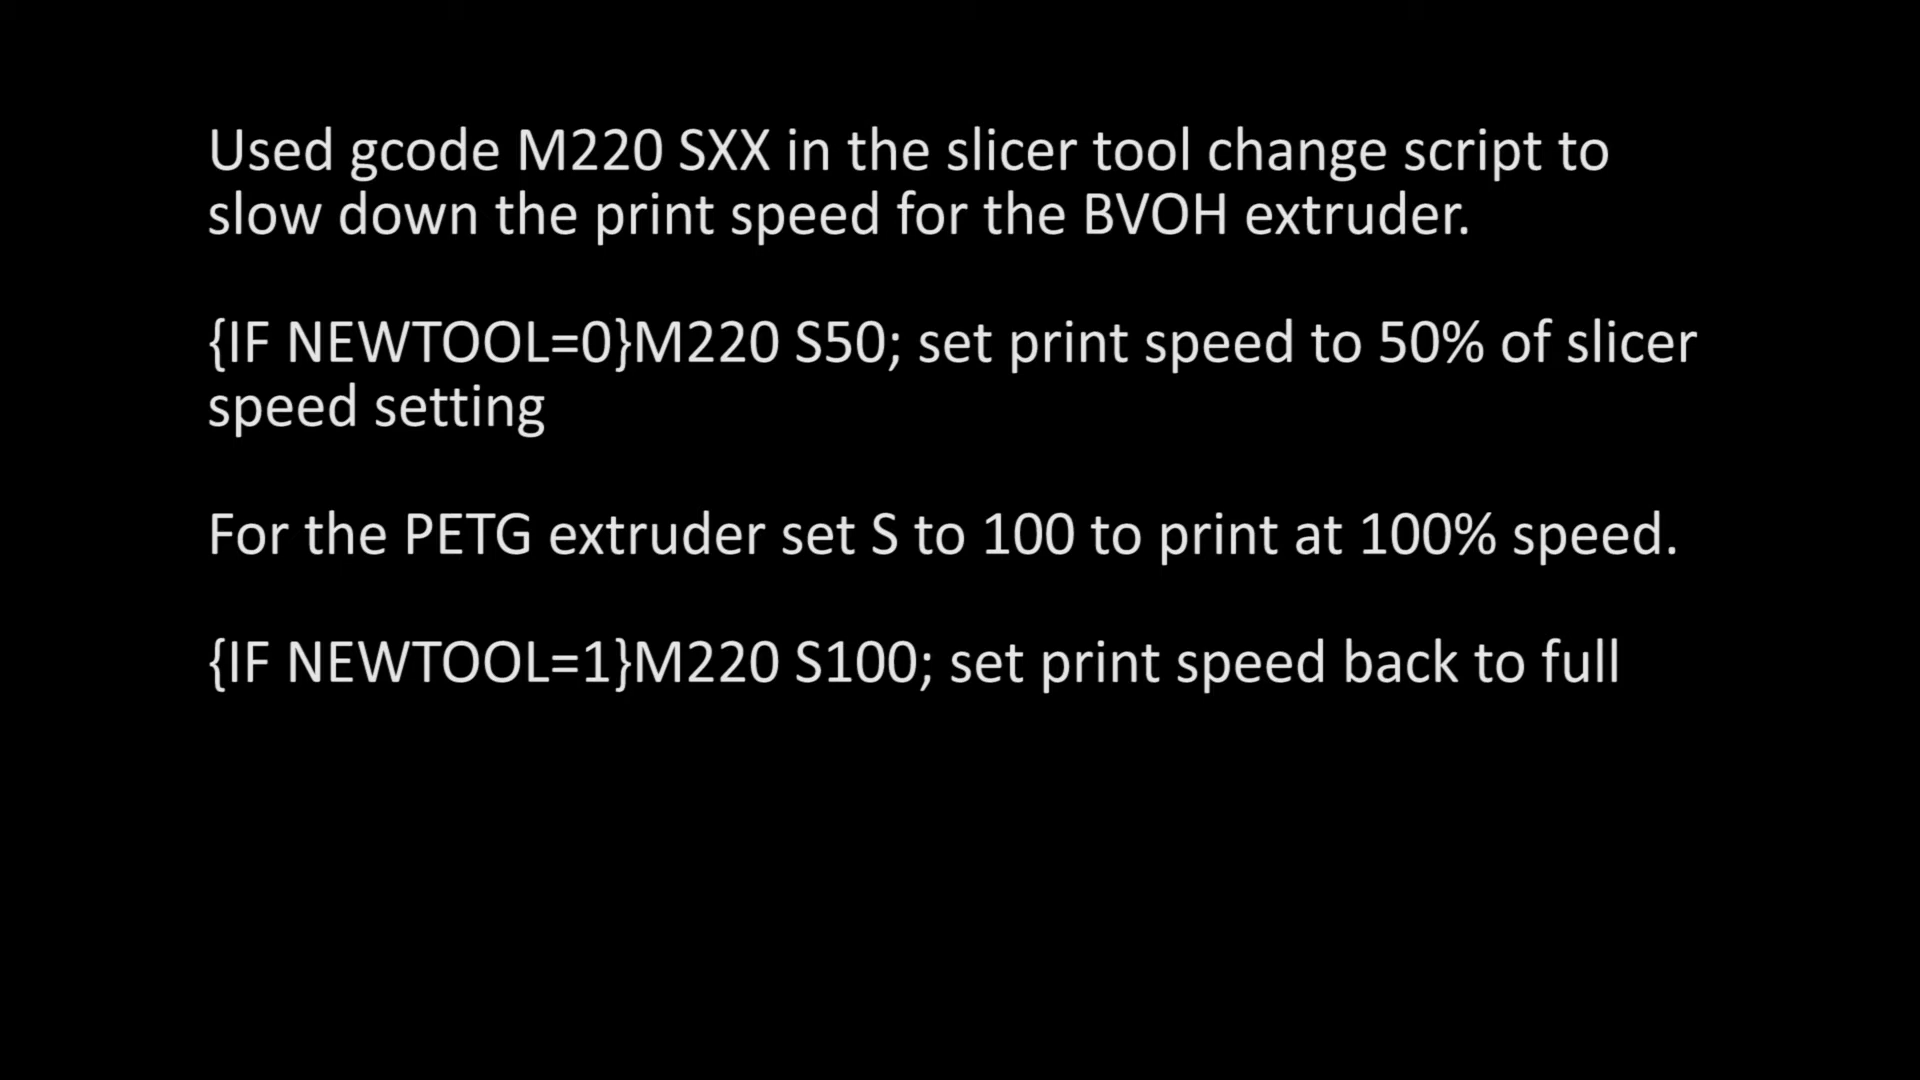 Used gcode M220 SXX in the slicer tool change script to
slow down the print speed for the BVOH extruder.
{IF NEWTOOL=0}M220 S50; set print speed to 50% of slicer
speed setting
For the PETG extruder set S to 100 to print at 100% speed.
{IF NEWTOOL=1}M220 S100; set print speed back to full